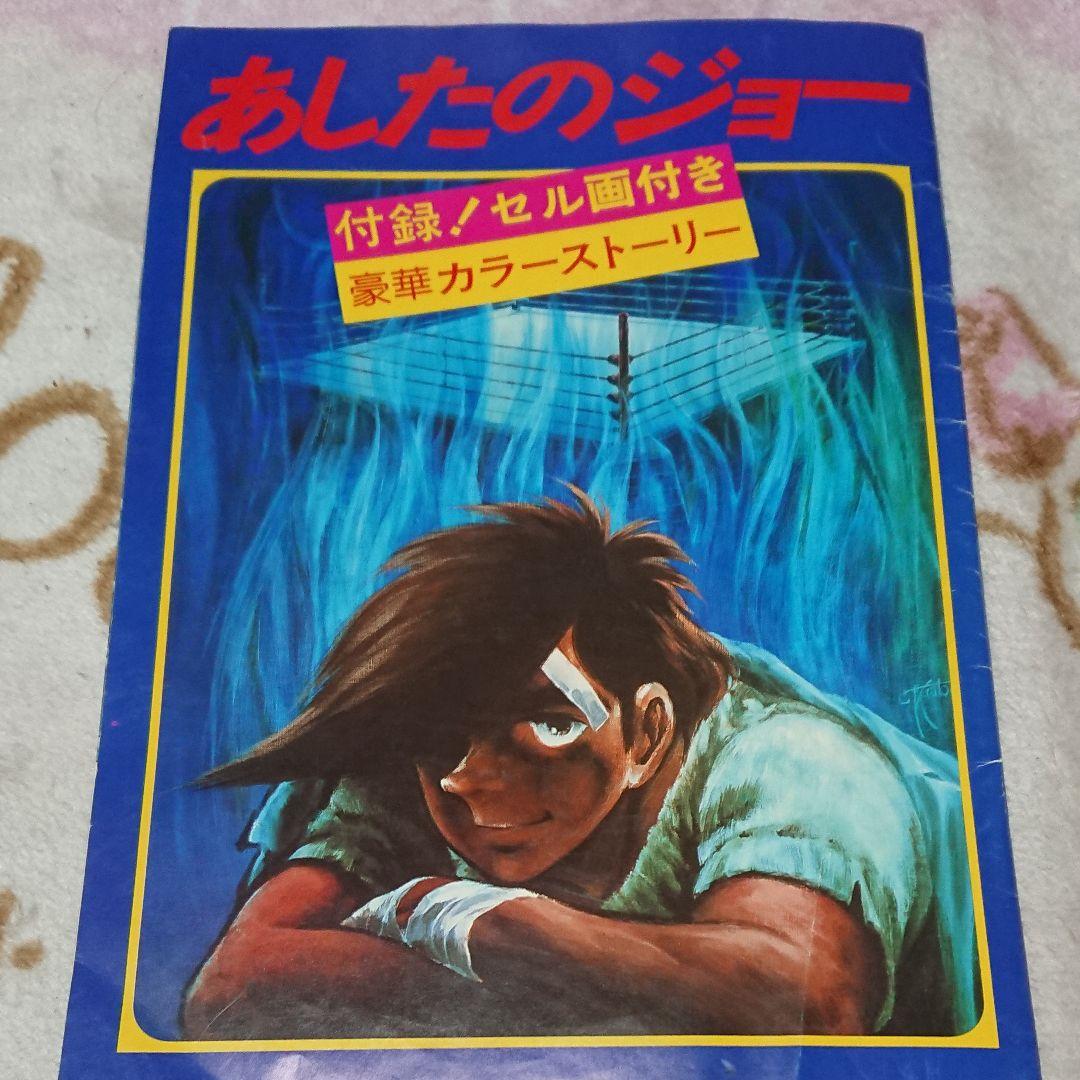 あしたのジョー
付録！セル画付き
豪華カラーストーリー